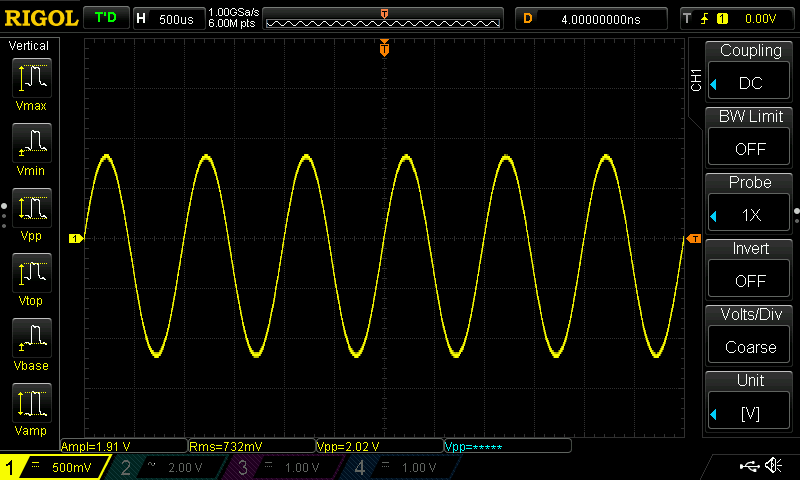 RIGOL T'D H 500us 1.00GSa/s 6.00M pts T D 4.00000000ns T 1 0.00V
Vertical
Vmax
Vmin
Vpp
Vtop
Vbase
Vamp
T
1
T
CH1
Coupling
DC
BW Limit
OFF
Probe
1X
Invert
OFF
Volts/Div
Coarse
Unit
[V]
Ampl=1.91 V Rms=732mV Vpp=2.02 V Vpp=*****
1 500mV 2 2.00 V 3 1.00 V 4 1.00 V